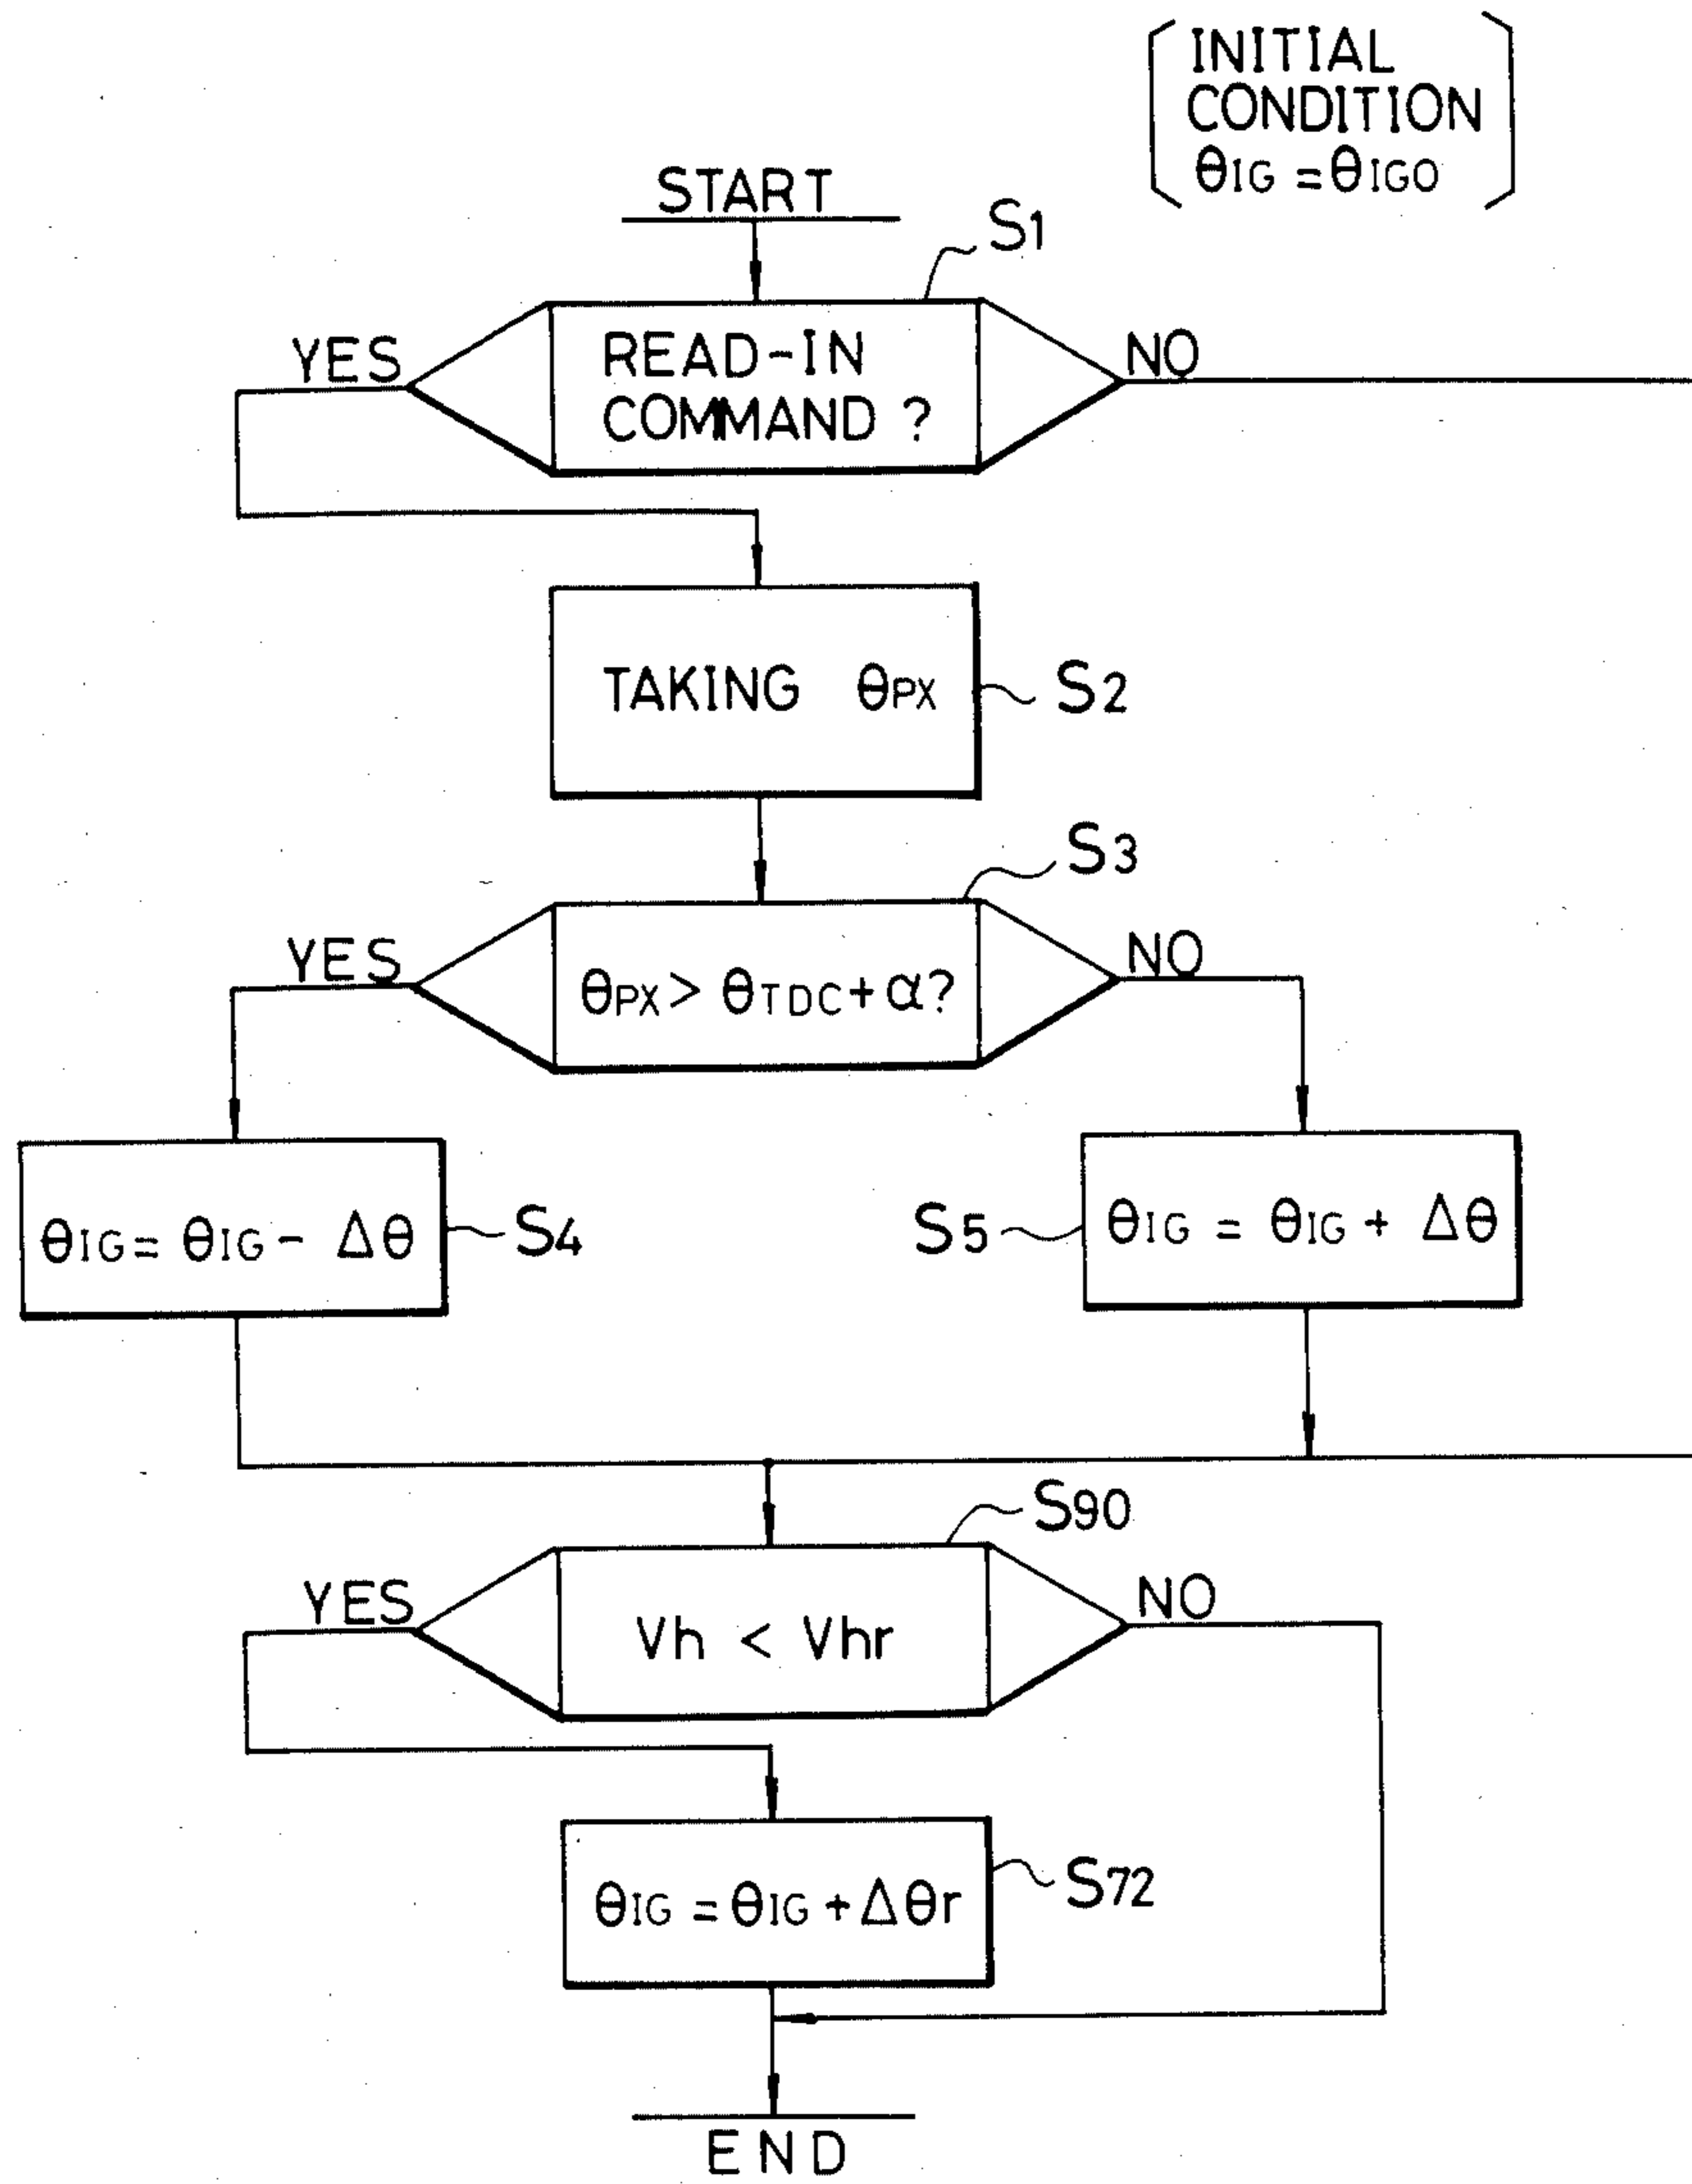 INITIAL
CONDITION
θIG = θIGO
START
S1
YES
READ-IN
COMMAND ?
NO
TAKING θPX
S2
S3
YES
θPX > θTDC + α?
NO
θIG = θIG - Δθ
S4
S5
θIG = θIG + Δθ
S90
YES
Vh < Vhr
NO
θIG = θIG + Δθr
S72
END